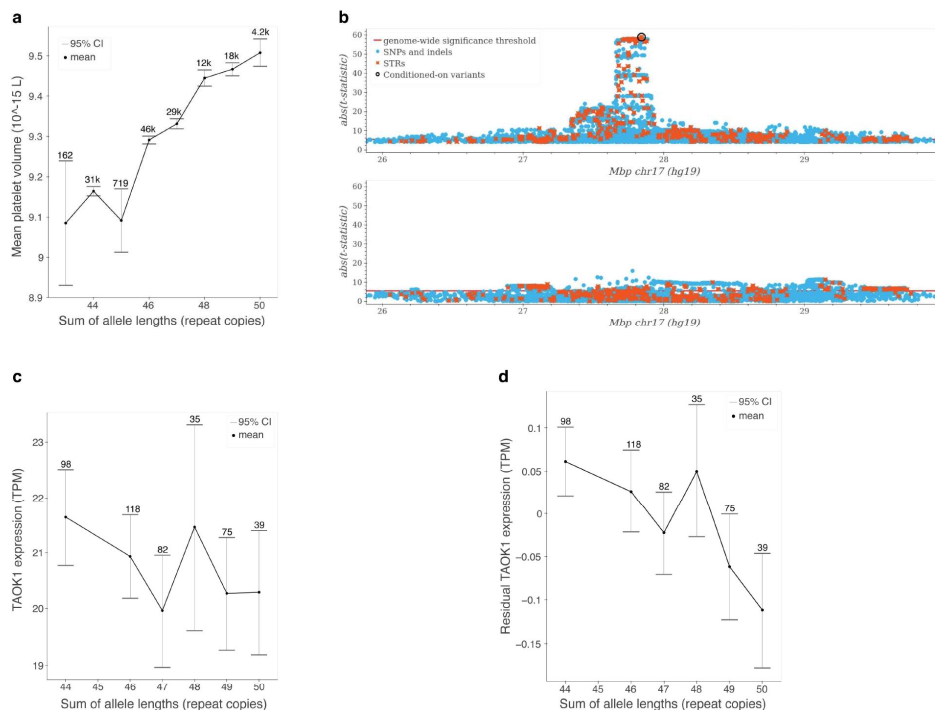 a
95% CI
mean
Mean platelet volume (10^-15 L)
9.5
9.4
9.3
9.2
9.1
9
8.9
162
31k
719
46k
29k
12k
18k
4.2k
44
46
48
50
Sum of allele lengths (repeat copies)
b
genome-wide significance threshold
SNPs and indels
STRs
Conditioned-on variants
abs(t-statistic)
60
50
40
30
20
10
0
26
27
28
29
Mbp chr17 (hg19)
abs(t-statistic)
60
50
40
30
20
10
0
26
27
28
29
Mbp chr17 (hg19)
c
95% CI
mean
TAOK1 expression (TPM)
23
22
21
20
19
98
118
82
35
75
39
44
45
46
47
48
49
50
Sum of allele lengths (repeat copies)
d
95% CI
mean
Residual TAOK1 expression (TPM)
0.1
0.05
0
−0.05
−0.1
−0.15
98
118
82
35
75
39
44
45
46
47
48
49
50
Sum of allele lengths (repeat copies)